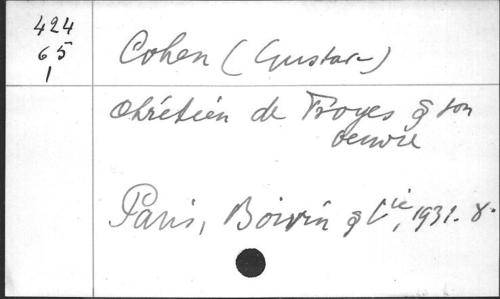 424
65
1
Cohen (Gustave)
Chrétien de Troyes & son
oeuvre
Paris, Boivin & Cie, 1931. 8.